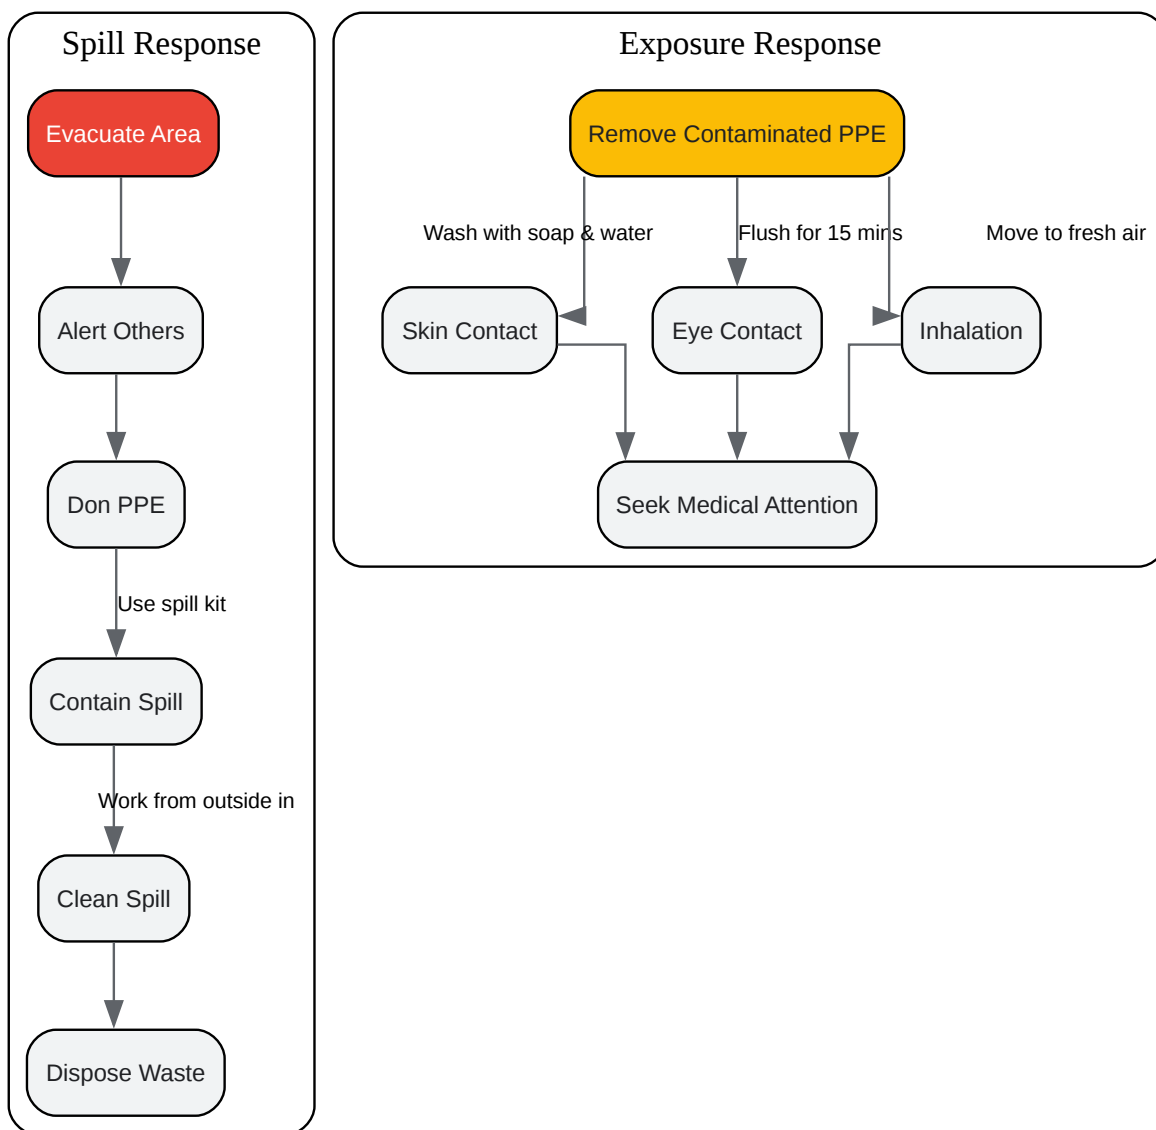 Spill Response
Evacuate Area
Alert Others
Don PPE
Use spill kit
Contain Spill
Work from outside in
Clean Spill
Dispose Waste
Exposure Response
Remove Contaminated PPE
Wash with soap & water
Flush for 15 mins
Move to fresh air
Skin Contact
Eye Contact
Inhalation
Seek Medical Attention